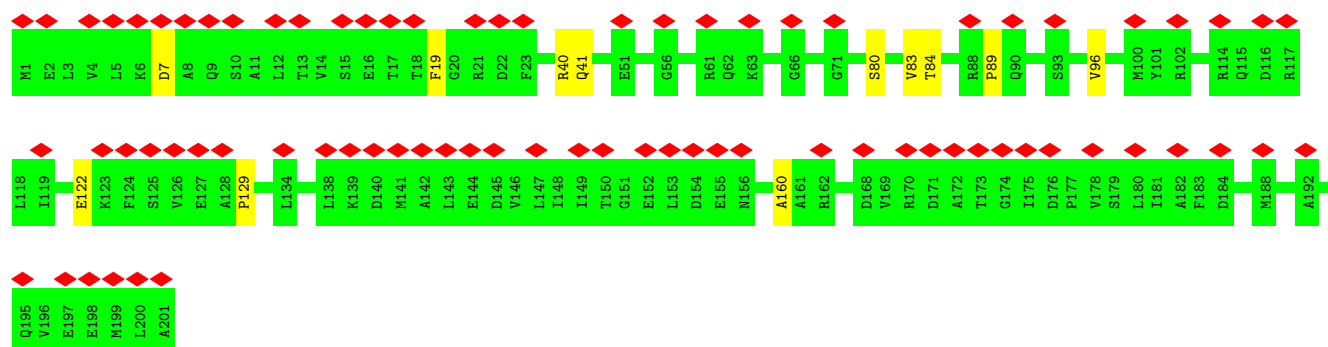 M1 E2 L3 V4 L5 K6 D7 A8 Q9 S10 A11 L12 T13 V14 S15 E16 T17 T18 F19 G20 R21 D22 F23 R40 Q41 E51 G56 R61 Q62 K63 G66 G71 S80 V83 T84 R88 P89 Q90 S93 V96 M100 Y101 R102 R114 Q115 D116 R117
L118 I119 E122 K123 F124 S125 V126 E127 A128 P129 L134 L138 K139 D140 M141 A142 L143 E144 D145 V146 L147 I148 I149 T150 G151 E152 L153 D154 E155 N156 A160 A161 R162 D168 V169 R170 D171 A172 T173 G174 I175 D176 P177 V178 S179 L180 I181 A182 F183 D184 M188 A192
Q195 V196 E197 E198 M199 L200 A201